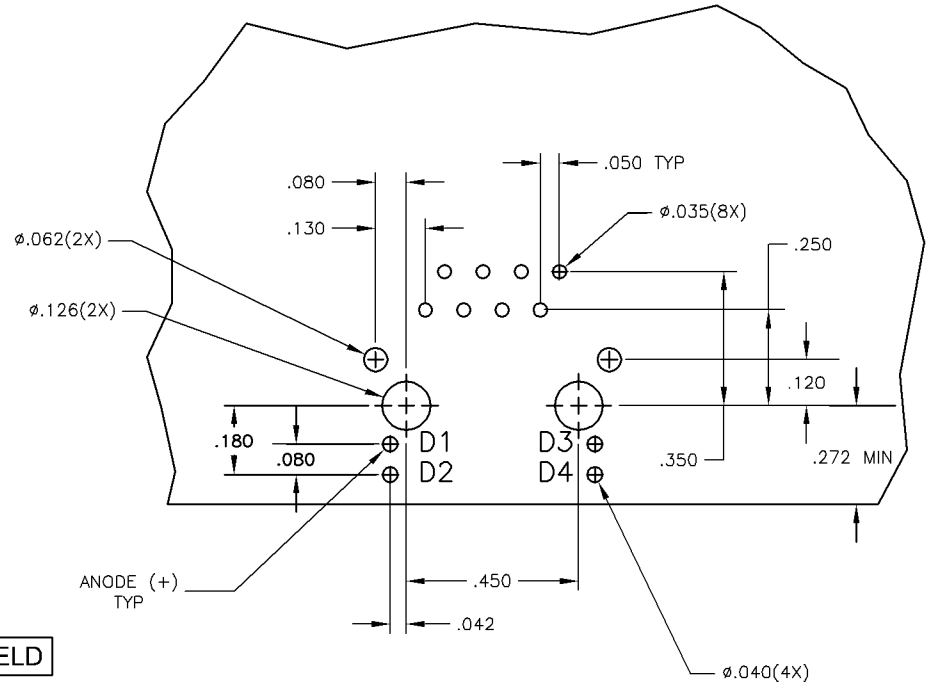 .050 TYP
.080
.130
ø.035(8X)
ø.062(2X)
.250
ø.126(2X)
.120
.180
D1
D3
.080
D2
D4
.350
.272 MIN
ANODE (+)
TYP
.450
.042
ELD
ø.040(4X)